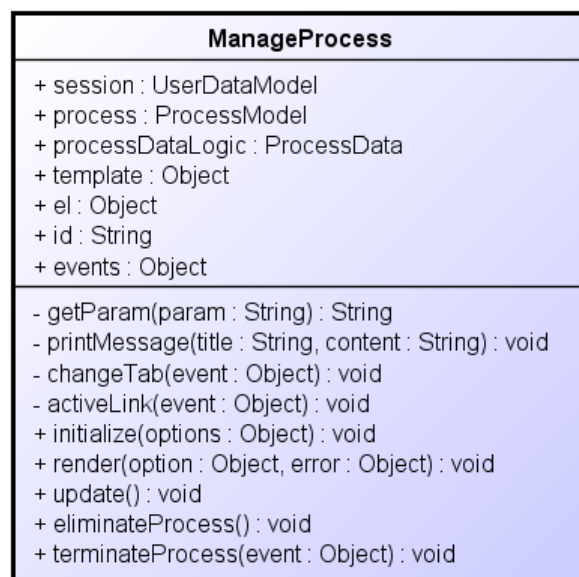 ManageProcess
+ session : UserDataModel
+ process : ProcessModel
+ processDataLogic : ProcessData
+ template : Object
+ el : Object
+ id : String
+ events : Object
- getParam(param : String) : String
- printMessage(title : String, content : String) : void
- changeTab(event : Object) : void
- activeLink(event : Object) : void
+ initialize(options : Object) : void
+ render(option : Object, error : Object) : void
+ update() : void
+ eliminateProcess() : void
+ terminateProcess(event : Object) : void